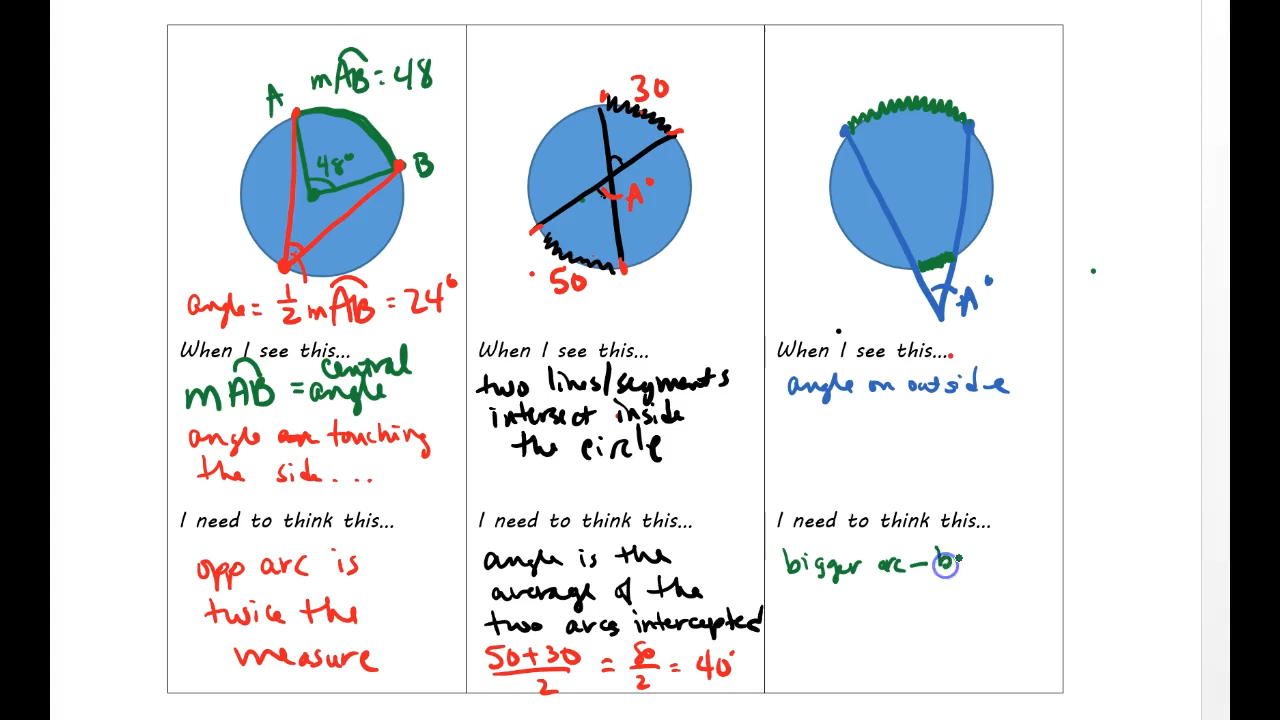 mAB = 48
A
48°
B
angle = 1/2 mAB = 24°
When I see this...
mAB = central angle
angle touching
the side....
I need to think this...
opp arc is
twice the
measure
30
A°
50
When I see this...
two lines/segments
intersect inside
the circle
I need to think this...
angle is the
average of the
two arcs intercepted
50+30/2 = 80/2 = 40°
A°
When I see this...
angle on outside
I need to think this...
bigger arc - b